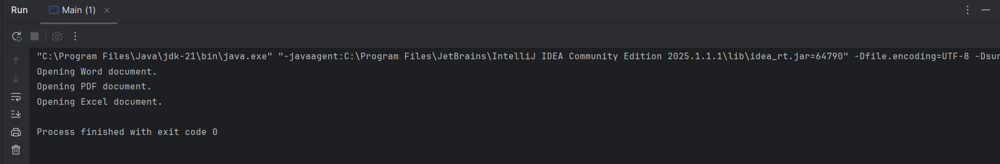 Run Main (1)
"C:\Program Files\Java\jdk-21\bin\java.exe" "-javaagent:C:\Program Files\JetBrains\IntelliJ IDEA Community Edition 2025.1.1.1\lib\idea_rt.jar=64790" -Dfile.encoding=UTF-8 -Dsur
Opening Word document.
Opening PDF document.
Opening Excel document.
Process finished with exit code 0